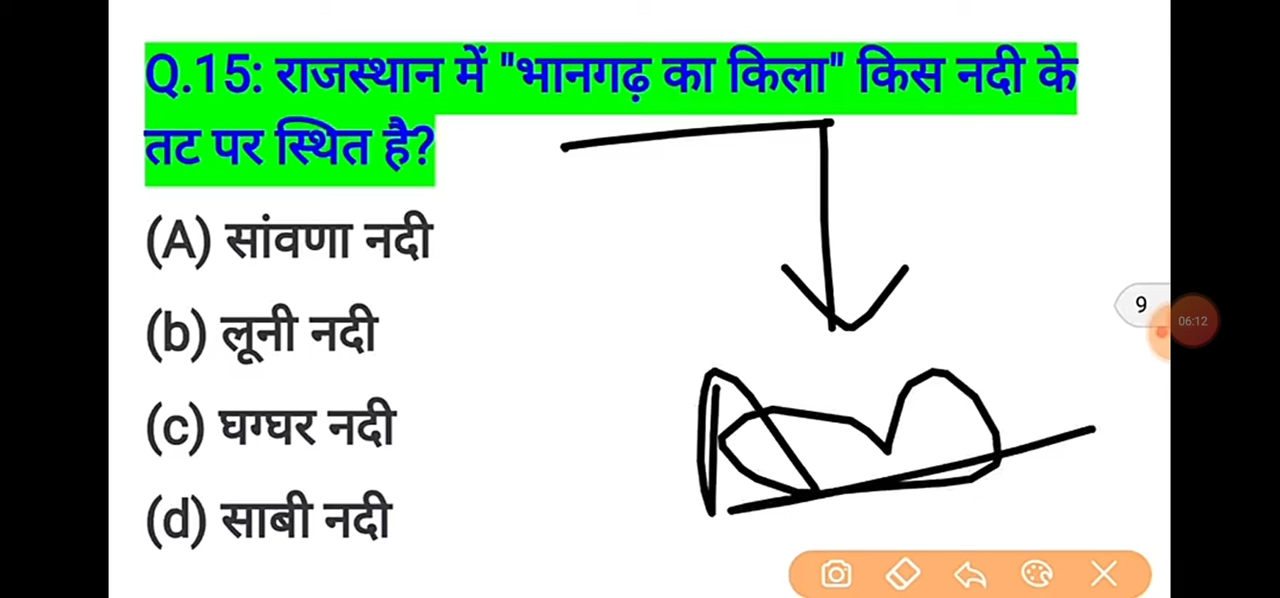 Q.15: राजस्थान में "भानगढ़ का किला" किस नदी के
तट पर स्थित है?
(A) सांवणा नदी
(b) लूनी नदी
(c) घग्घर नदी
(d) साबी नदी
9
06:12